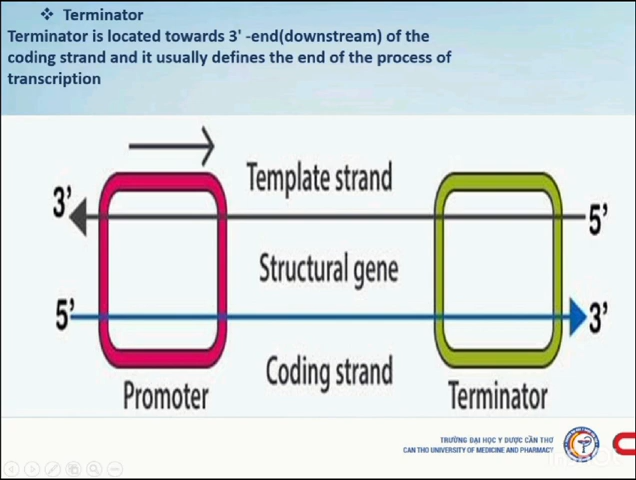 ❖ Terminator
Terminator is located towards 3' -end(downstream) of the
coding strand and it usually defines the end of the process of
transcription
Template strand
3'
5'
Structural gene
5'
3'
Coding strand
Promoter
Terminator
TRƯỜNG ĐẠI HỌC Y DƯỢC CẦN THƠ
CAN THO UNIVERSITY OF MEDICINE AND PHARMACY